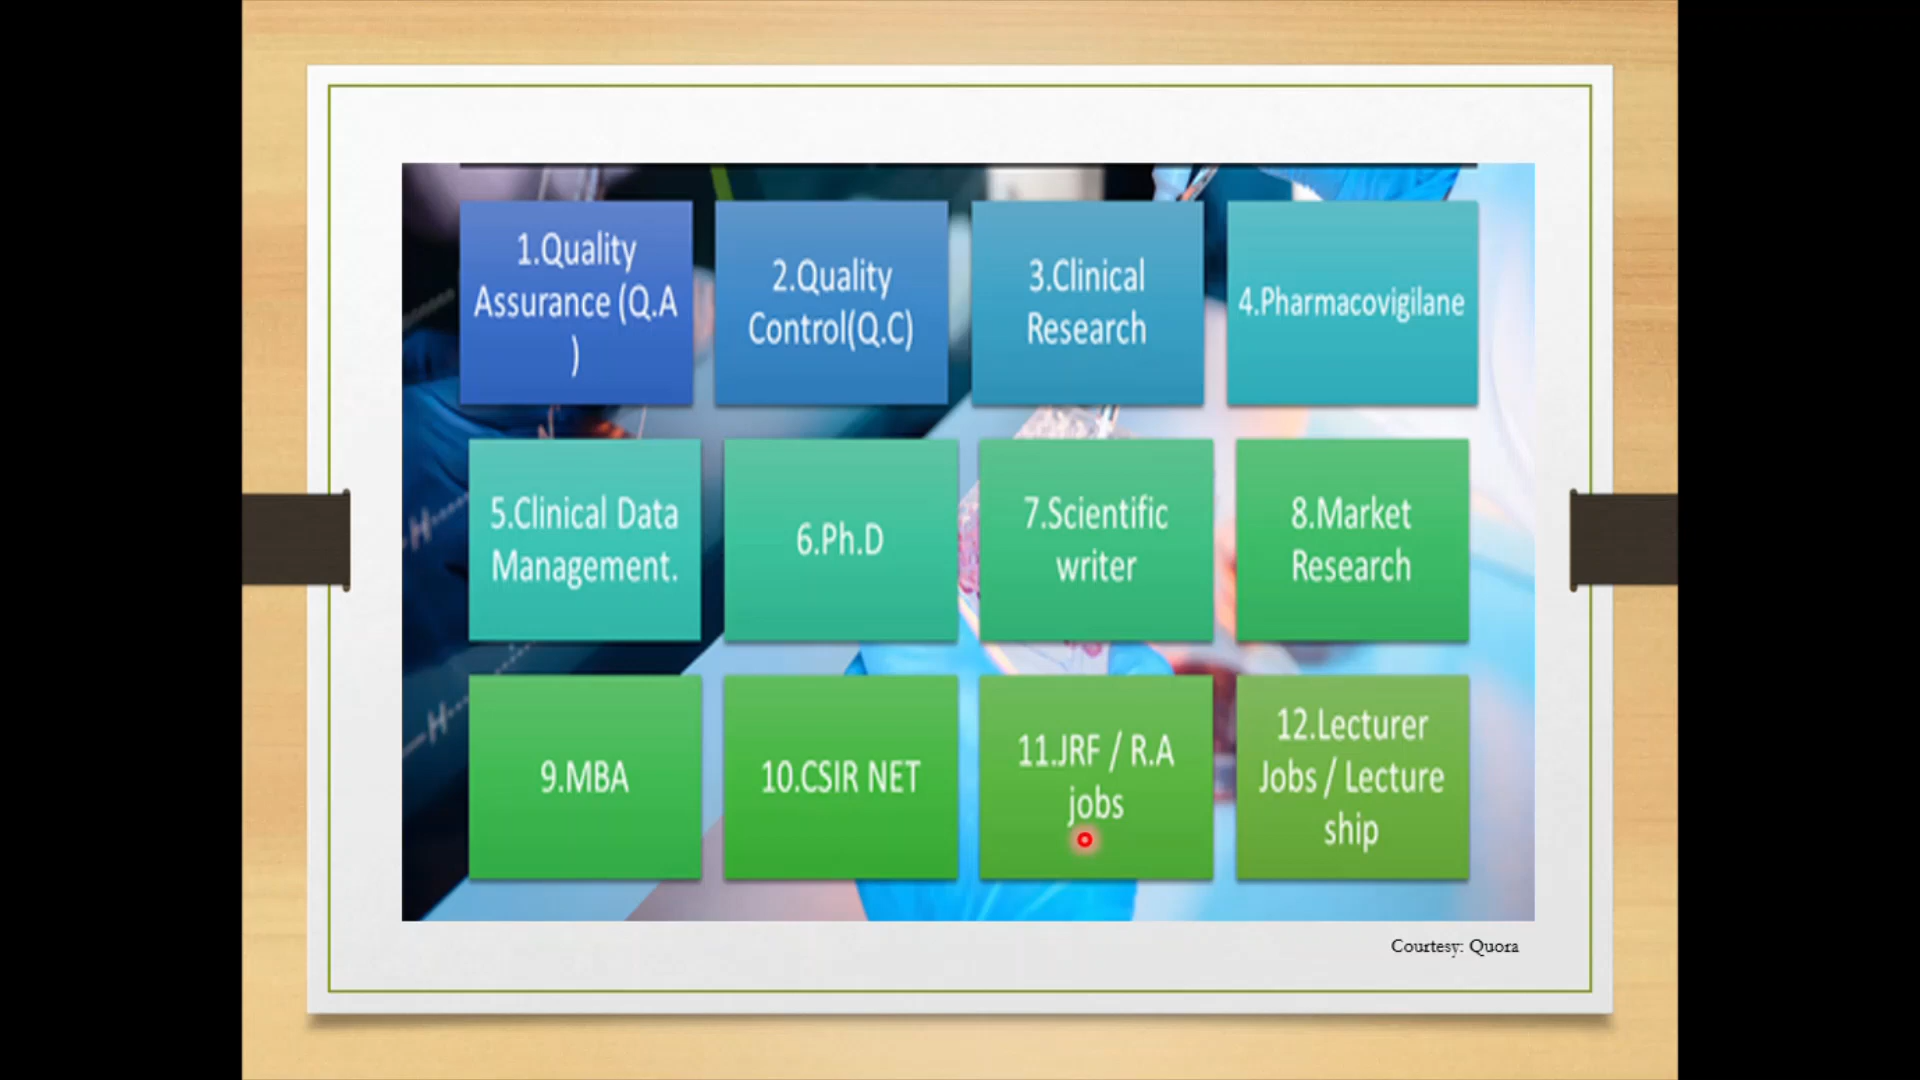 1.Quality
Assurance (Q.A
)
2.Quality
Control(Q.C)
3.Clinical
Research
4.Pharmacovigilane
5.Clinical Data
Management.
6.Ph.D
7.Scientific
writer
8.Market
Research
9.MBA
10.CSIR NET
11.JRF / R.A
jobs
12.Lecturer
Jobs / Lecture
ship
Courtesy: Quora